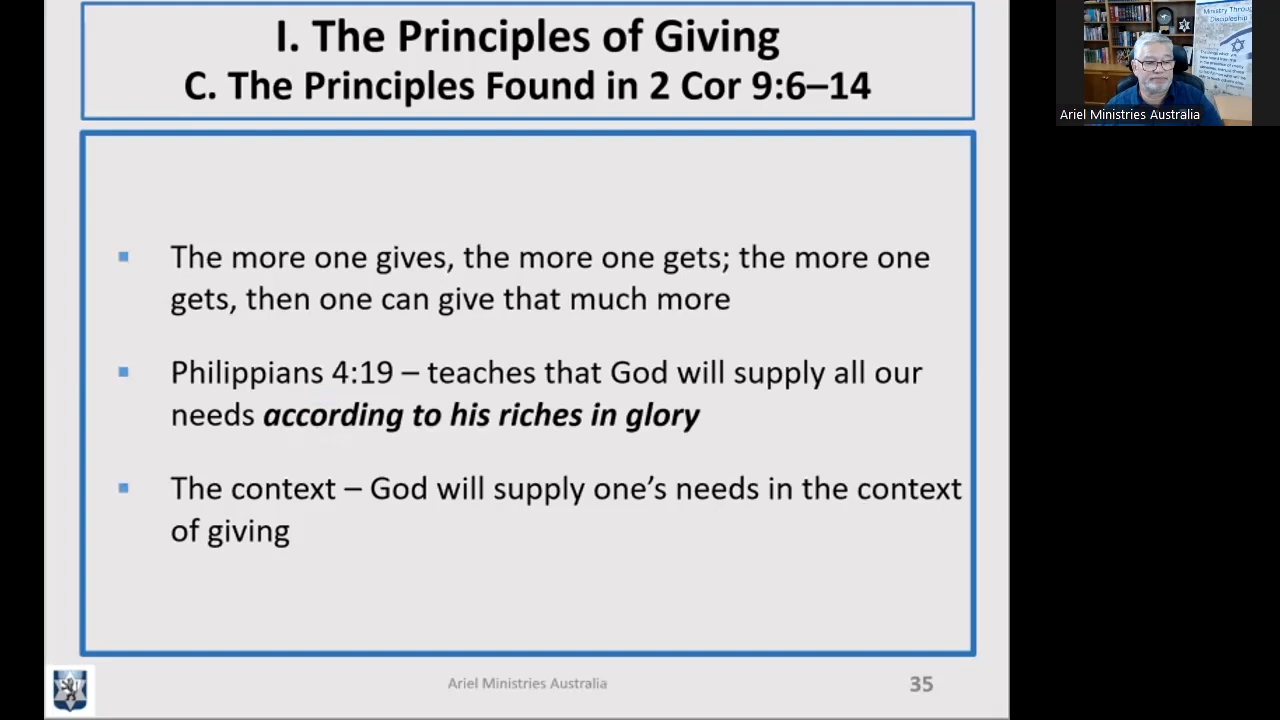 I. The Principles of Giving
C. The Principles Found in 2 Cor 9:6–14
▪ The more one gives, the more one gets; the more one
gets, then one can give that much more
▪ Philippians 4:19 – teaches that God will supply all our
needs according to his riches in glory
▪ The context – God will supply one’s needs in the context
of giving
Ariel Ministries Australia
35
Ministry Through
Discipleship
Ariel Ministries Australia